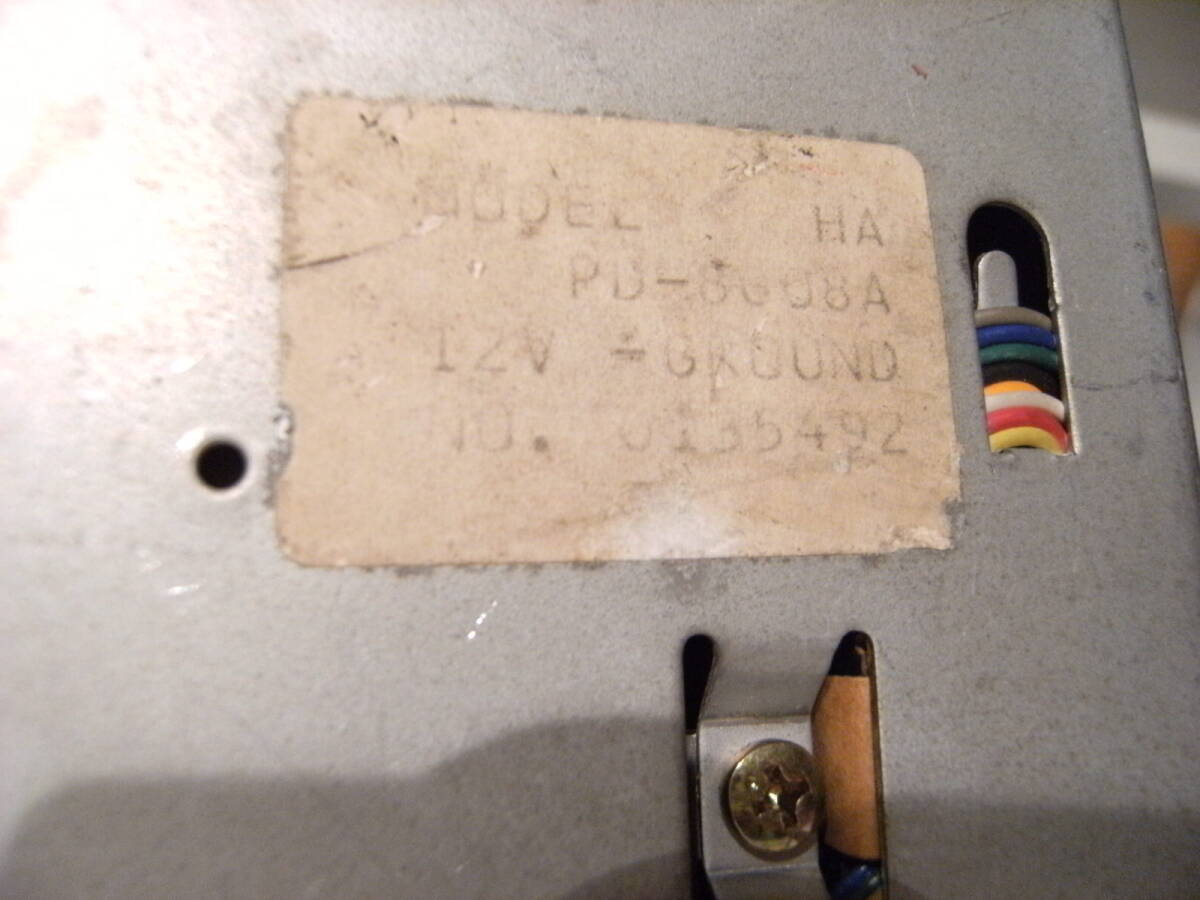 MODEL HA
12V -GROUND
NO. 0135492